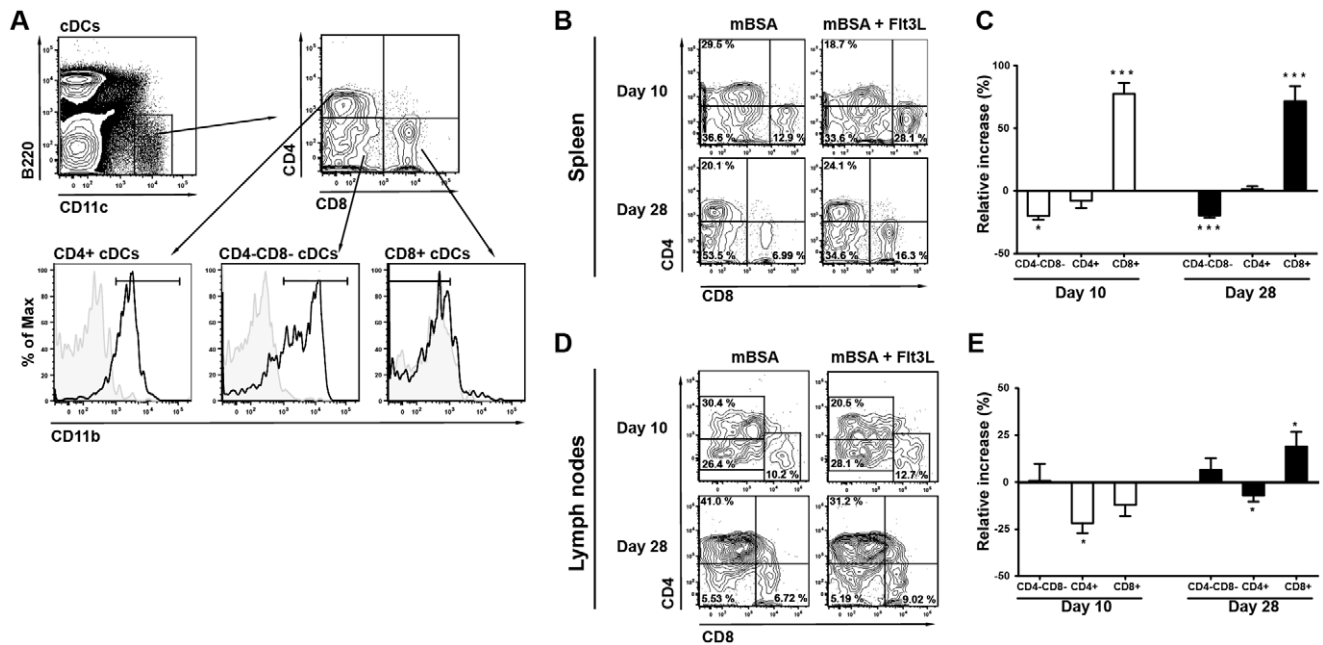 A
cDCs
B220
CD11c
CD4
CD8
CD4+ cDCs
CD4-CD8- cDCs
CD8+ cDCs
% of Max
CD11b
B
mBSA
mBSA + Flt3L
Spleen
Day 10
29.5 %
36.6 %
12.9 %
18.7 %
33.6 %
28.1 %
Day 28
20.1 %
53.5 %
6.99 %
24.1 %
34.6 %
16.3 %
CD4
CD8
C
Relative increase (%)
100
50
0
-50
*
***
***
***
CD4-CD8-
CD4+
CD8+
CD4-CD8-
CD4+
CD8+
Day 10
Day 28
D
mBSA
mBSA + Flt3L
Lymph nodes
Day 10
30.4 %
26.4 %
10.2 %
20.5 %
28.1 %
12.7 %
Day 28
41.0 %
5.53 %
6.72 %
31.2 %
5.19 %
9.02 %
CD4
CD8
E
Relative increase (%)
50
25
0
-25
-50
*
*
*
CD4-CD8-
CD4+
CD8+
CD4-CD8-
CD4+
CD8+
Day 10
Day 28